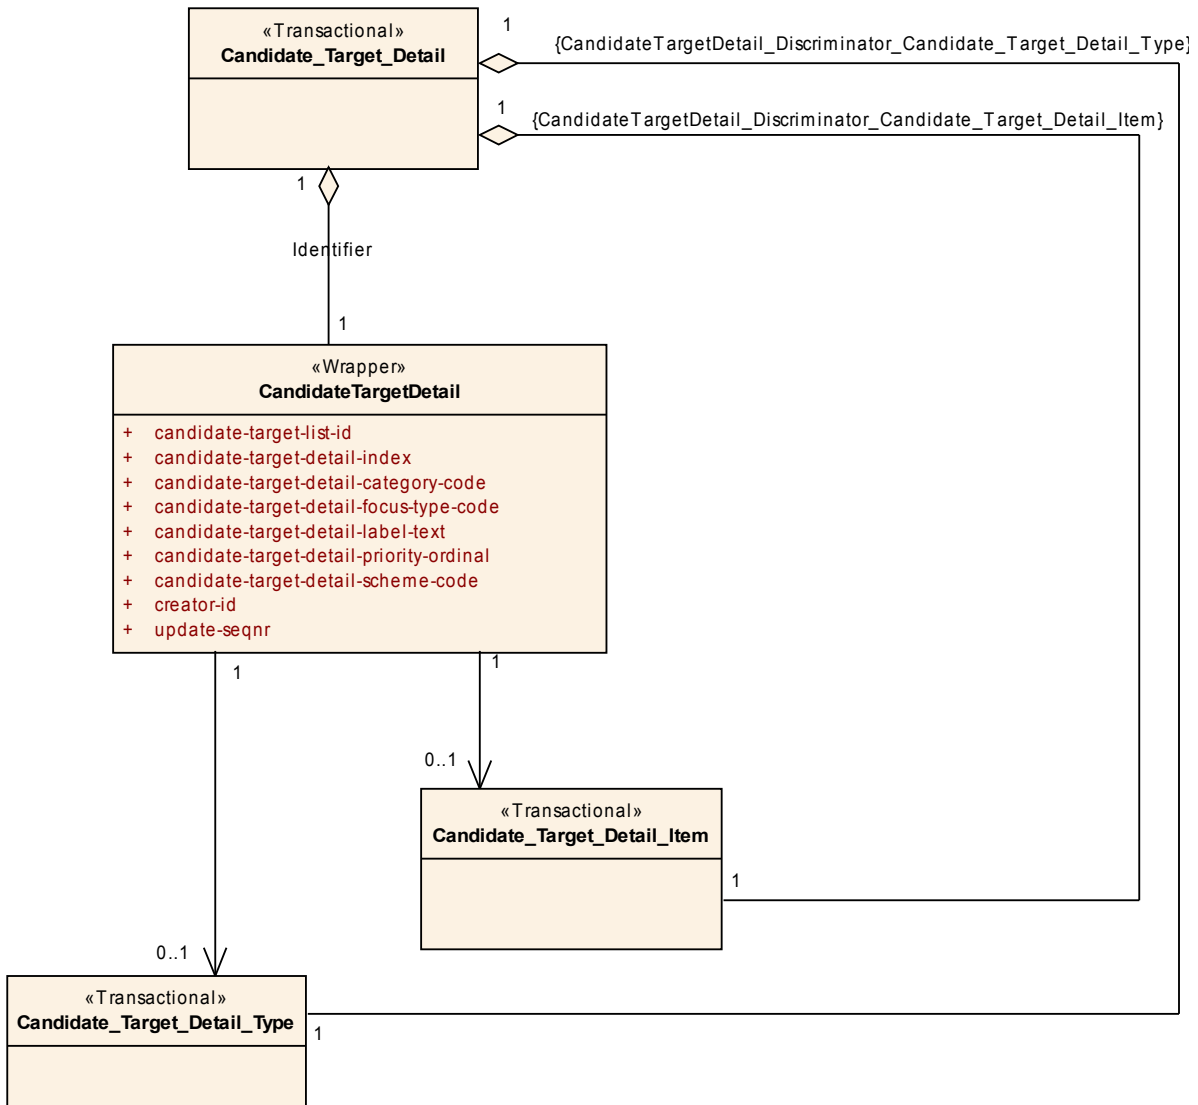 «Transactional»
Candidate_Target_Detail
1
{CandidateTargetDetail_Discriminator_Candidate_Target_Detail_Type}
1
{CandidateTargetDetail_Discriminator_Candidate_Target_Detail_Item}
1
Identifier
1
«Wrapper»
CandidateTargetDetail
+ candidate-target-list-id
+ candidate-target-detail-index
+ candidate-target-detail-category-code
+ candidate-target-detail-focus-type-code
+ candidate-target-detail-label-text
+ candidate-target-detail-priority-ordinal
+ candidate-target-detail-scheme-code
+ creator-id
+ update-seqnr
1
1
0..1
«Transactional»
Candidate_Target_Detail_Item
1
0..1
«Transactional»
Candidate_Target_Detail_Type
1